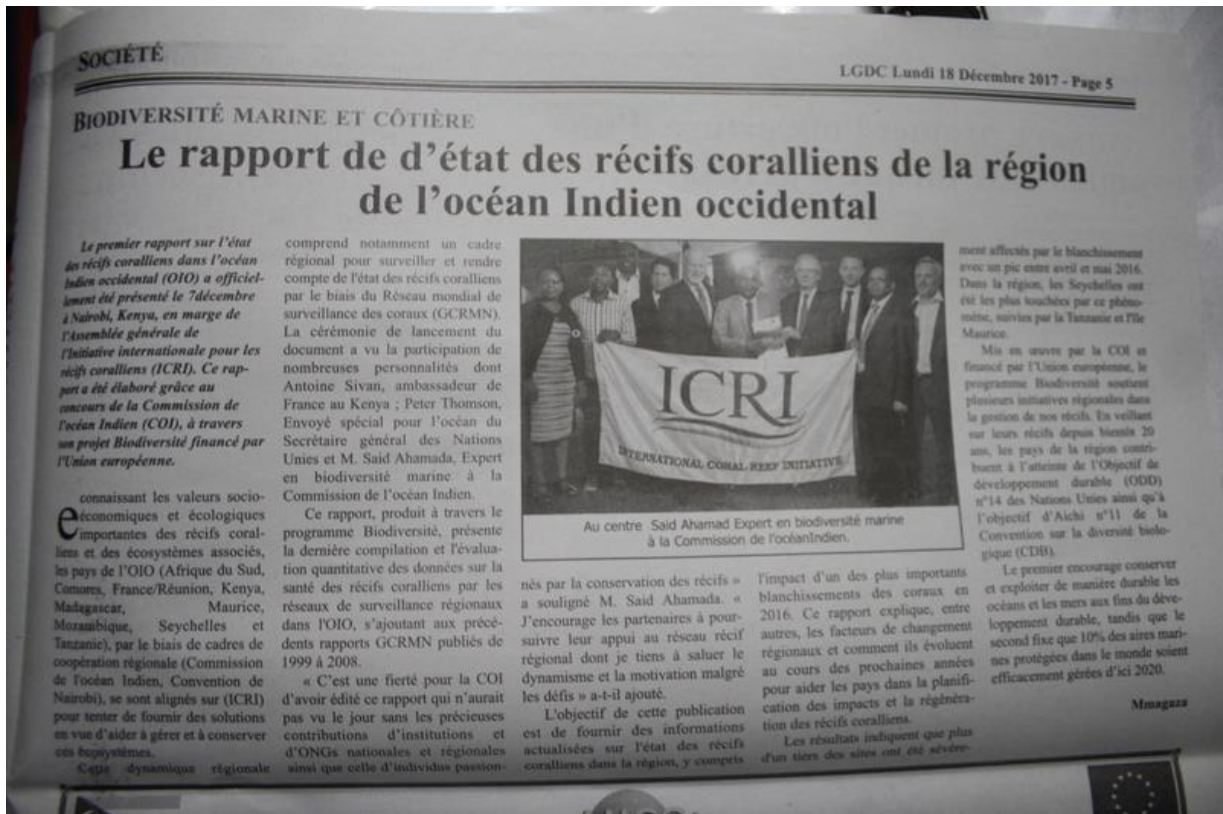 SOCIÉTÉ
LGDC Lundi 18 Décembre 2017 - Page 5
BIODIVERSITÉ MARINE ET CÔTIÈRE
Le rapport de d'état des récifs coralliens de la région
de l'océan Indien occidental
Le premier rapport sur l'état
des récifs coralliens dans l'océan
Indien occidental (OIO) a officiel-
lement été présenté le 7décembre
à Nairobi, Kenya, en marge de
l'Assemblée générale de
l'Initiative internationale pour les
récifs coralliens (ICRI). Ce rap-
port a été élaboré grâce au
concours de la Commission de
l'océan Indien (COI), à travers
son projet Biodiversité financé par
l'Union européenne.
econnaissant les valeurs socio-
économiques et écologiques
importantes des récifs coral-
liens et des écosystèmes associés,
les pays de l'OIO (Afrique du Sud,
Comores, France/Réunion, Kenya,
Madagascar, Maurice,
Mozambique, Seychelles et
Tanzanie), par le biais de cadres de
coopération régionale (Commission
de l'océan Indien, Convention de
Nairobi), se sont alignés sur (ICRI)
pour tenter de fournir des solutions
en vue d'aider à gérer et à conserver
ces écosystèmes.
Cette dynamique régionale
comprend notamment un cadre
régional pour surveiller et rendre
compte de l'état des récifs coralliens
par le biais du Réseau mondial de
surveillance des coraux (GCRMN).
La cérémonie de lancement du
document a vu la participation de
nombreuses personnalités dont
Antoine Sivan, ambassadeur de
France au Kenya ; Peter Thomson,
Envoyé spécial pour l'océan du
Secrétaire général des Nations
Unies et M. Said Ahamada, Expert
en biodiversité marine à la
Commission de l'océan Indien.
Ce rapport, produit à travers le
programme Biodiversité, présente
la dernière compilation et l'évalua-
tion quantitative des données sur la
santé des récifs coralliens par les
réseaux de surveillance régionaux
dans l'OIO, s'ajoutant aux précé-
dents rapports GCRMN publiés de
1999 à 2008.
« C'est une fierté pour la COI
d'avoir édité ce rapport qui n'aurait
pas vu le jour sans les précieuses
contributions d'institutions et
d'ONGs nationales et régionales
ainsi que celle d'individus passion-
ICRI
INTERNATIONAL CORAL REEF INITIATIVE
Au centre Said Ahamad Expert en biodiversité marine
à la Commission de l'océanIndien.
nés par la conservation des récifs »
a souligné M. Said Ahamada. «
J'encourage les partenaires à pour-
suivre leur appui au réseau récif
régional dont je tiens à saluer le
dynamisme et la motivation malgré
les défis » a-t-il ajouté.
L'objectif de cette publication
est de fournir des informations
actualisées sur l'état des récifs
coralliens dans la région, y compris
l'impact d'un des plus importants
blanchissements des coraux en
2016. Ce rapport explique, entre
autres, les facteurs de changement
régionaux et comment ils évoluent
au cours des prochaines années
pour aider les pays dans la planifi-
cation des impacts et la régénéra-
tion des récifs coralliens.
Les résultats indiquent que plus
d'un tiers des sites ont été sévère-
ment affectés par le blanchissement
avec un pic entre avril et mai 2016.
Dans la région, les Seychelles ont
été les plus touchées par ce phéno-
mène, suivies par la Tanzanie et l'île
Maurice.
Mis en œuvre par la COI et
financé par l'Union européenne, le
programme Biodiversité soutient
plusieurs initiatives régionales dans
la gestion de nos récifs. En veillant
sur leurs récifs depuis bientôt 20
ans, les pays de la région contri-
buent à l'atteinte de l'Objectif de
développement durable (ODD)
n°14 des Nations Unies ainsi qu'à
l'objectif d'Aichi n°11 de la
Convention sur la diversité biolo-
gique (CDB).
Le premier encourage conserver
et exploiter de manière durable les
océans et les mers aux fins du déve-
loppement durable, tandis que le
second fixe que 10% des aires mari-
nes protégées dans le monde soient
efficacement gérées d'ici 2020.
Mmagaza